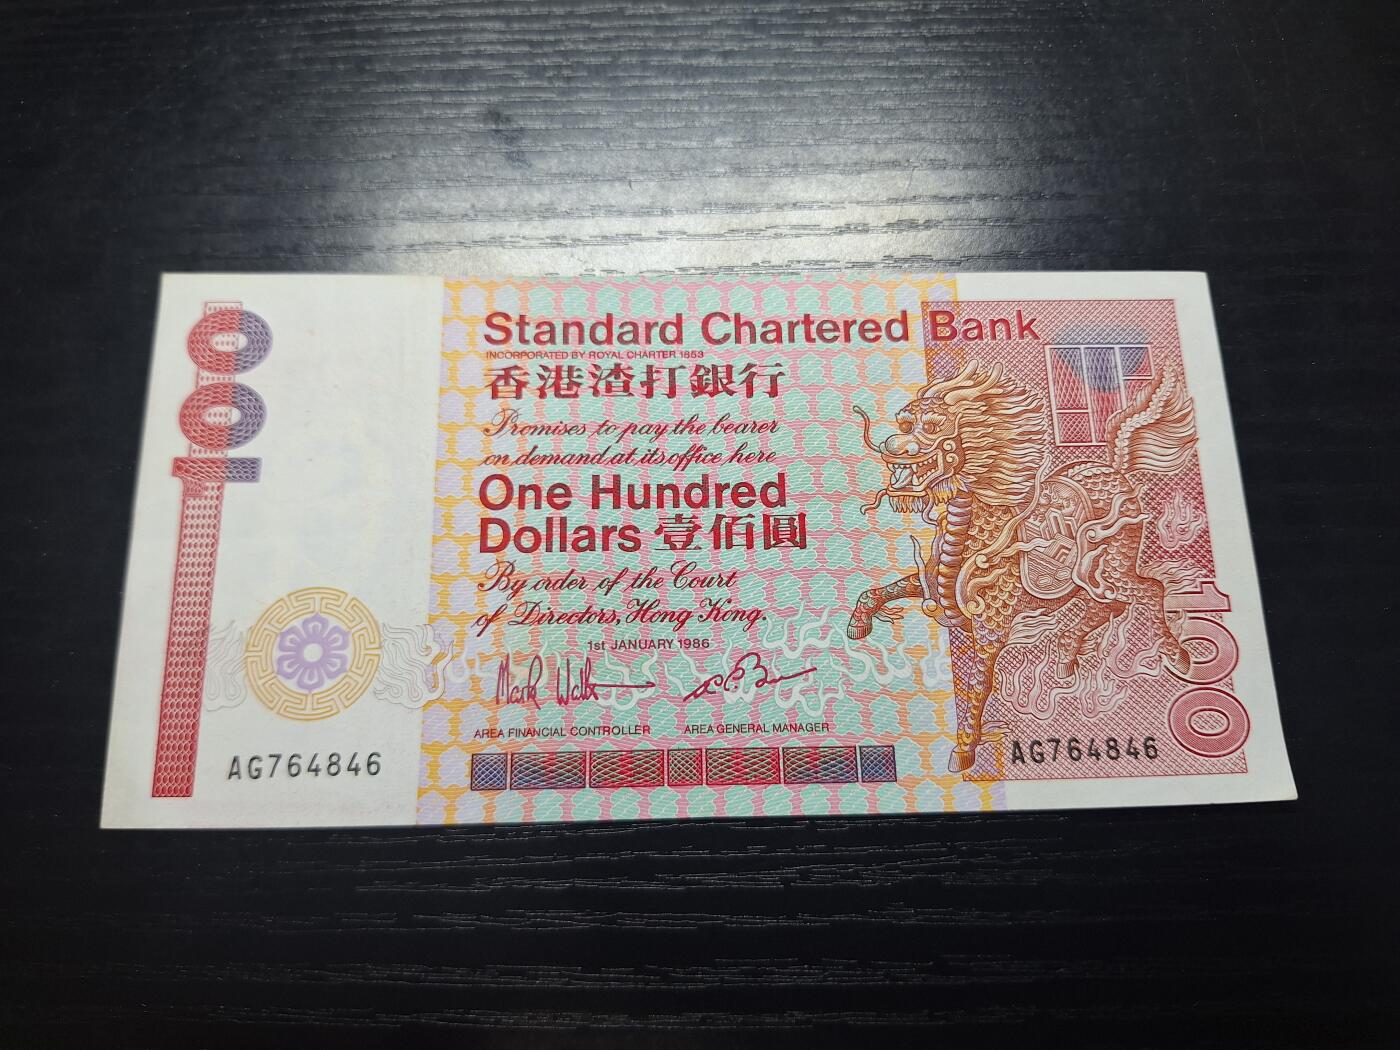 100
Standard Chartered Bank
INCORPORATED BY ROYAL CHARTER 1853
香港渣打銀行
Promises to pay the bearer
on demand at its office here
One Hundred
Dollars 壹佰圓
By order of the Court
of Directors, Hong Kong.
1st JANUARY 1986
AREA FINANCIAL CONTROLLER AREA GENERAL MANAGER
100
AG764846 AG764846